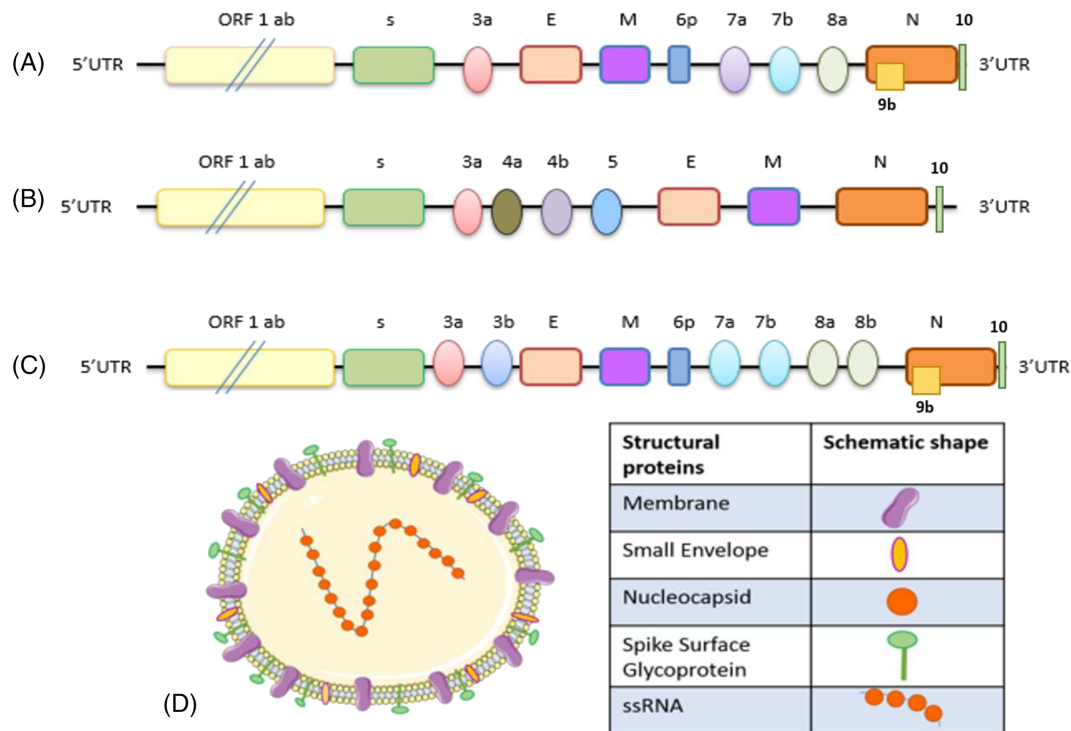 ORF 1 ab s 3a E M 6p 7a 7b 8a N 10
(A) 5'UTR 3'UTR
9b
ORF 1 ab s 3a 4a 4b 5 E M N 10
(B) 5'UTR 3'UTR
ORF 1 ab s 3a 3b E M 6p 7a 7b 8a 8b N 10
(C) 5'UTR 3'UTR
9b
(D)
Structural proteins Schematic shape
Membrane
Small Envelope
Nucleocapsid
Spike Surface
Glycoprotein
ssRNA